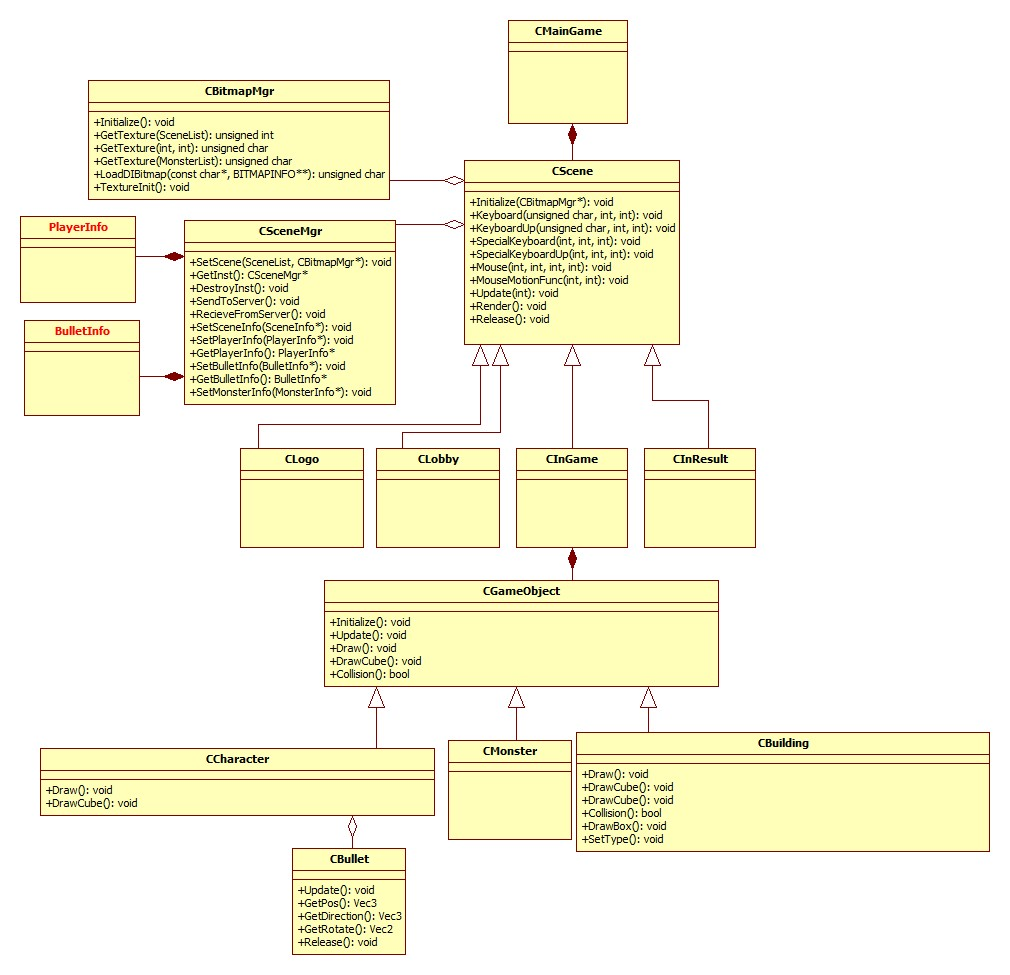 CMainGame
CBitmapMgr
+Initialize(): void
+GetTexture(SceneList): unsigned int
+GetTexture(int, int): unsigned char
+GetTexture(MonsterList): unsigned char
+LoadDIBitmap(const char*, BITMAPINFO**): unsigned char
+TextureInit(): void
CScene
+Initialize(CBitmapMgr*): void
+Keyboard(unsigned char, int, int): void
+KeyboardUp(unsigned char, int, int): void
+SpecialKeyboard(int, int, int): void
+SpecialKeyboardUp(int, int, int): void
+Mouse(int, int, int, int): void
+MouseMotionFunc(int, int): void
+Update(int): void
+Render(): void
+Release(): void
PlayerInfo
BulletInfo
CSceneMgr
+SetScene(SceneList, CBitmapMgr*): void
+GetInst(): CSceneMgr*
+DestroyInst(): void
+SendToServer(): void
+RecieveFromServer(): void
+SetSceneInfo(SceneInfo*): void
+SetPlayerInfo(PlayerInfo*): void
+GetPlayerInfo(): PlayerInfo*
+SetBulletInfo(BulletInfo*): void
+GetBulletInfo(): BulletInfo*
+SetMonsterInfo(MonsterInfo*): void
CLogo
CLobby
CInGame
CInResult
CGameObject
+Initialize(): void
+Update(): void
+Draw(): void
+DrawCube(): void
+Collision(): bool
CCharacter
+Draw(): void
+DrawCube(): void
CMonster
CBuilding
+Draw(): void
+DrawCube(): void
+DrawCube(): void
+Collision(): bool
+DrawBox(): void
+SetType(): void
CBullet
+Update(): void
+GetPos(): Vec3
+GetDirection(): Vec3
+GetRotate(): Vec2
+Release(): void